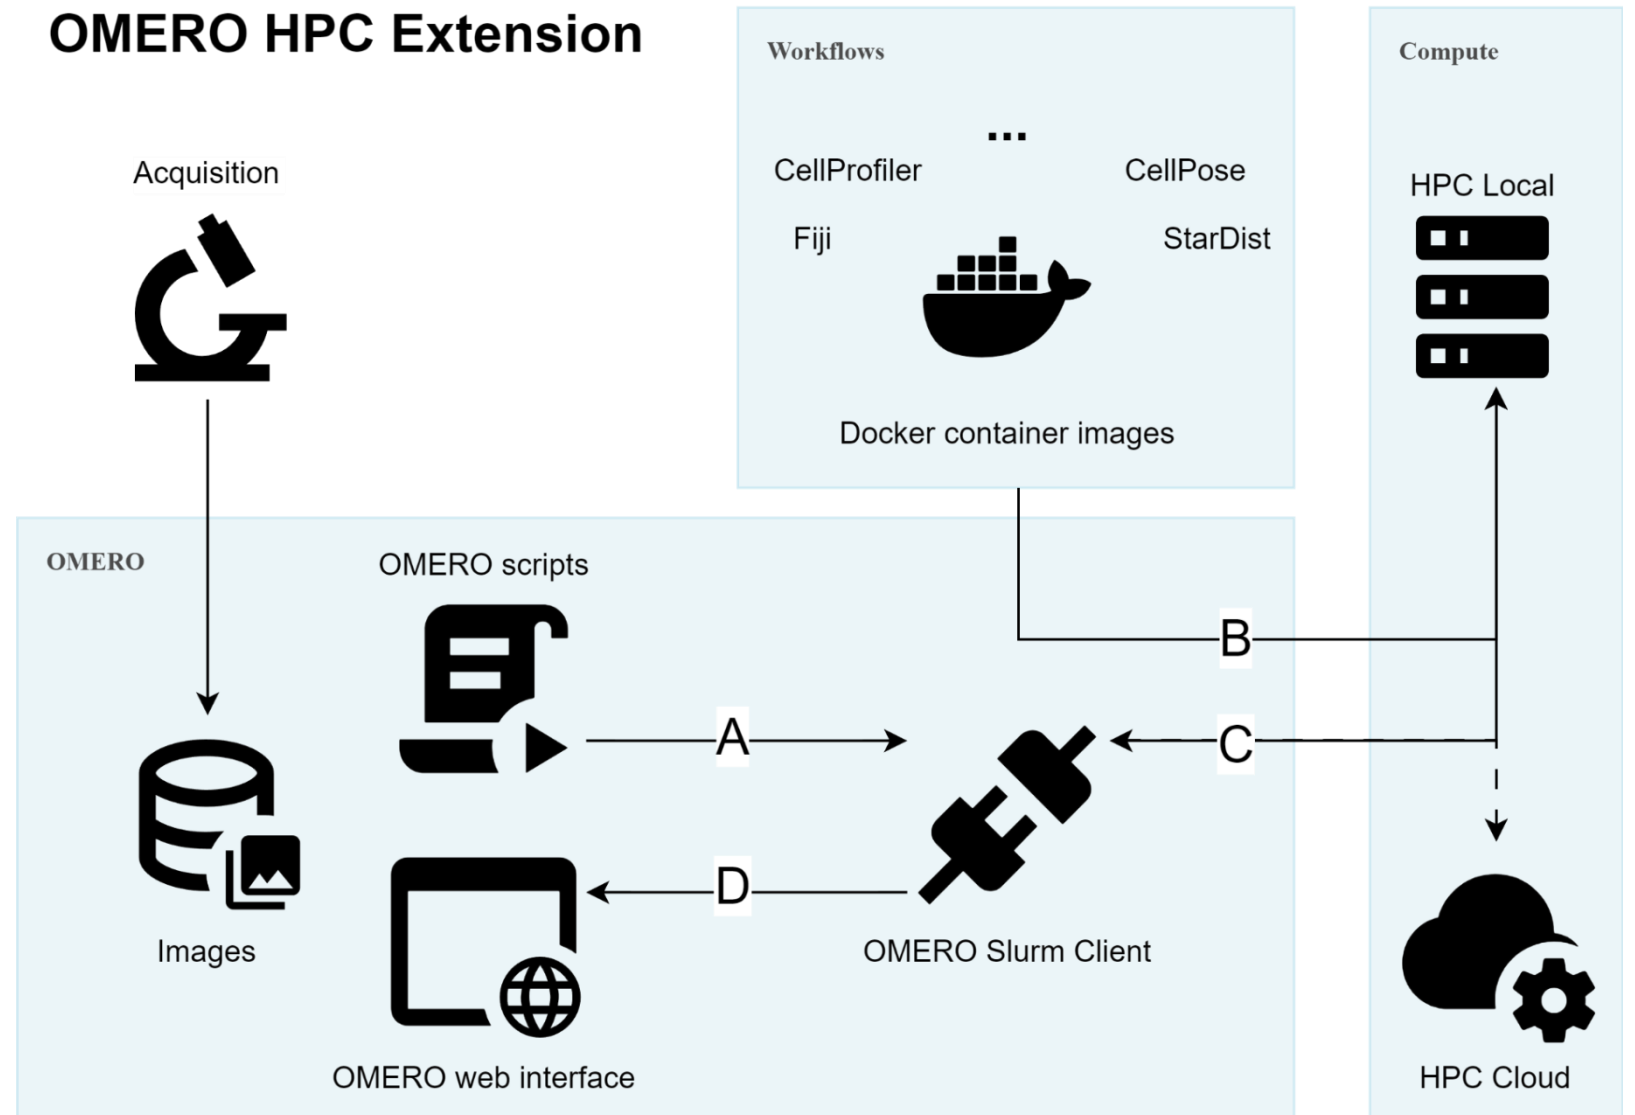 OMERO HPC Extension
Workflows
Compute
...
Acquisition
CellProfiler
CellPose
HPC Local
Fiji
StarDist
Docker container images
OMERO
OMERO scripts
B
A
C
D
Images
OMERO Slurm Client
OMERO web interface
HPC Cloud